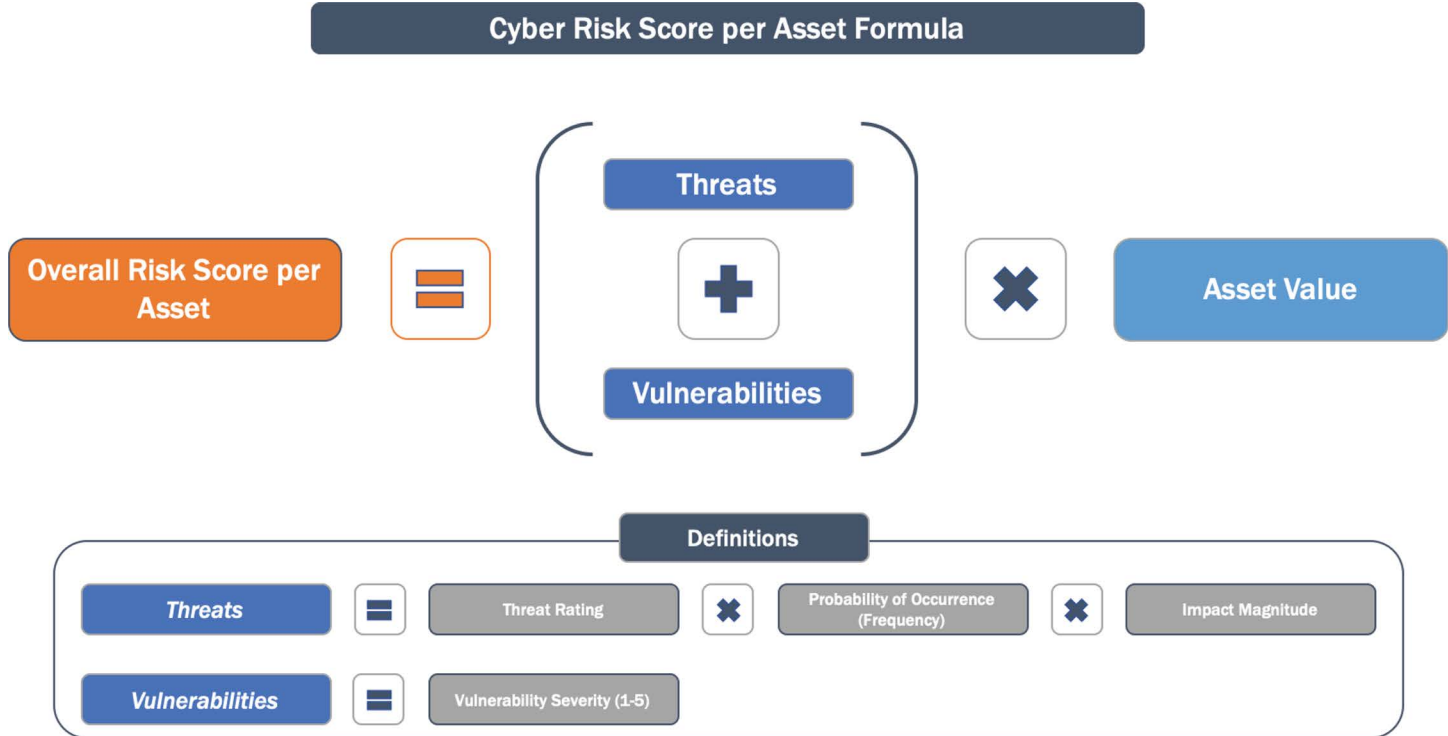 Cyber Risk Score per Asset Formula
Threats
Overall Risk Score per
Asset
Asset Value
Vulnerabilities
Definitions
Threats
Threat Rating
Probability of Occurrence
(Frequency)
Impact Magnitude
Vulnerabilities
Vulnerability Severity (1-5)